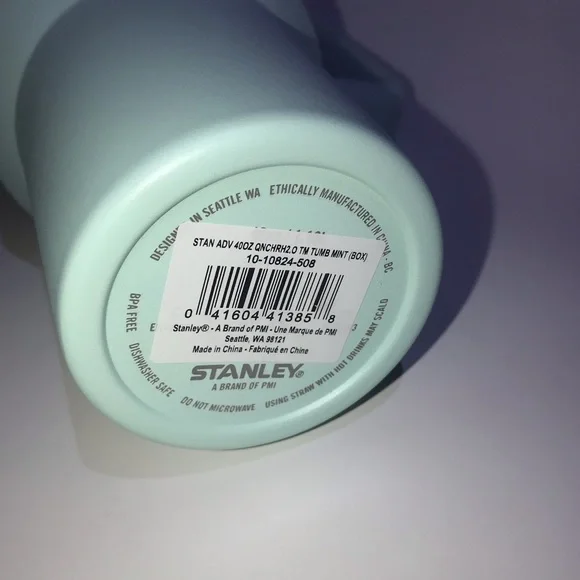 STAN ADV 40OZ QNCHRH2.O TM TUMB MINT (BOX)
10-10824-508
0 41604 41385 8
Stanley® - A Brand of PMI - Une Marque de PMI
Seattle, WA 98121
Made in China - Fabriqué en Chine
IN SEATTLE WA
ETHICALLY MANUFACTURED IN CHINA - BC
BPA FREE
DISHWASHER SAFE
DO NOT MICROWAVE
USING STRAW WITH HOT DRINKS MAY SCALD
STANLEY®
A BRAND OF PMI